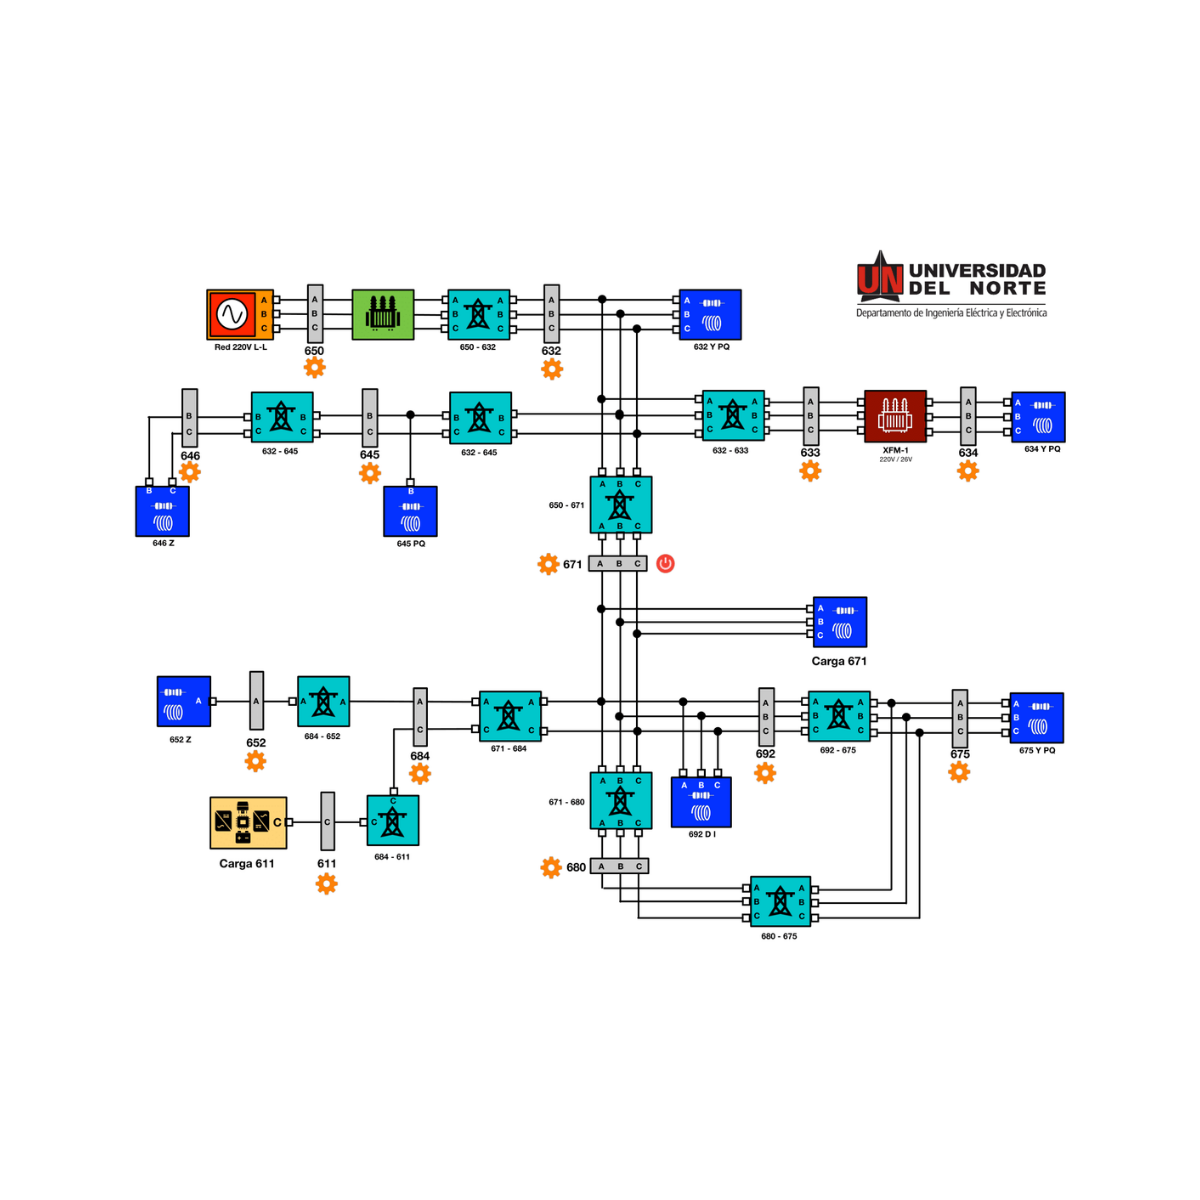 UN UNIVERSIDAD
DEL NORTE
Departamento de Ingeniería Eléctrica y Electrónica
A A A A A
B B B B B
C C C C C
Red 220V L-L
650
650 - 632
632
632 Y PQ
B B B B B B
C C C C C C
646
632 - 645
645
632 - 645
A A A A A
B B B B B
C C C C C
632 - 633
633
XFM-1
220V / 26V
634
634 Y PQ
B C
646 Z
B
645 PQ
A B C
650 - 671
A B C
671
A B C
A
B
C
Carga 671
A A A A A A A
C C C
652 Z
652
684 - 652
684
671 - 684
A A A A A
B B B B B
C C C C C
692
692 - 675
675
675 Y PQ
A B C
671 - 680
A B C
A B C
692 D I
C C C
C
Carga 611
611
684 - 611
680
A B C
A A
B B
C C
680 - 675